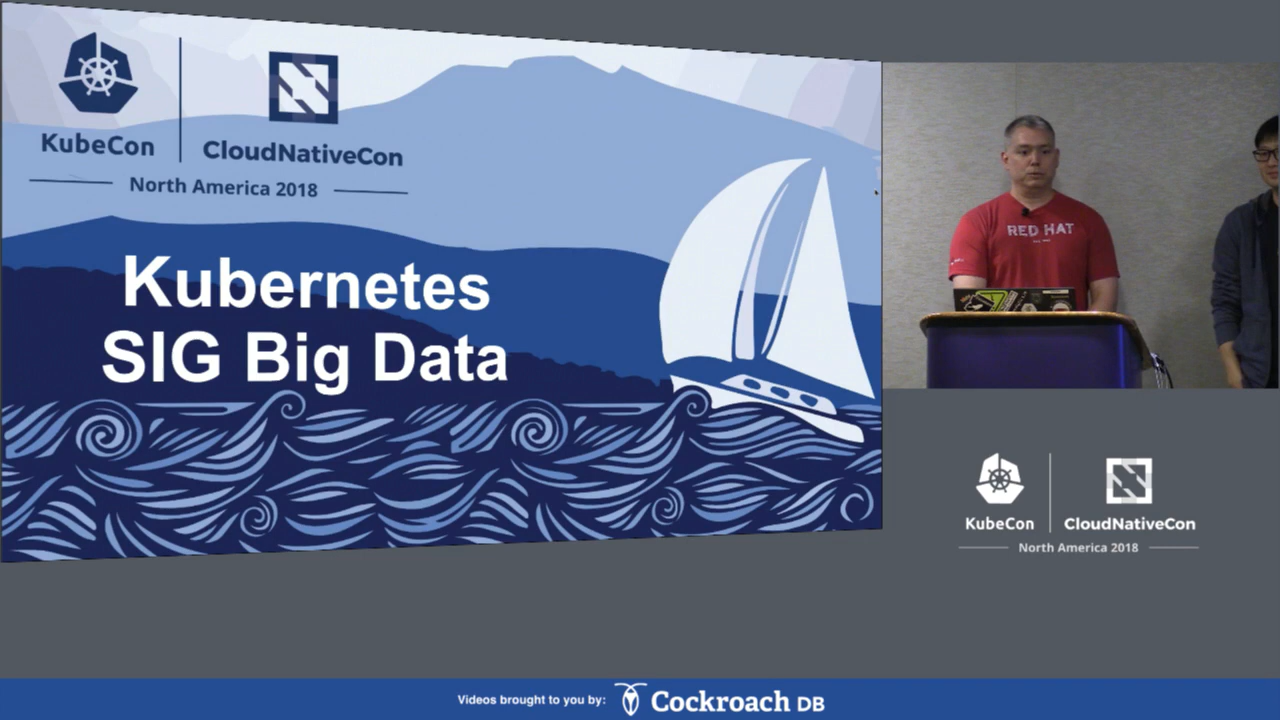 KubeCon
CloudNativeCon
North America 2018
Kubernetes
SIG Big Data
RED HAT
KubeCon
CloudNativeCon
North America 2018
Videos brought to you by: Cockroach DB